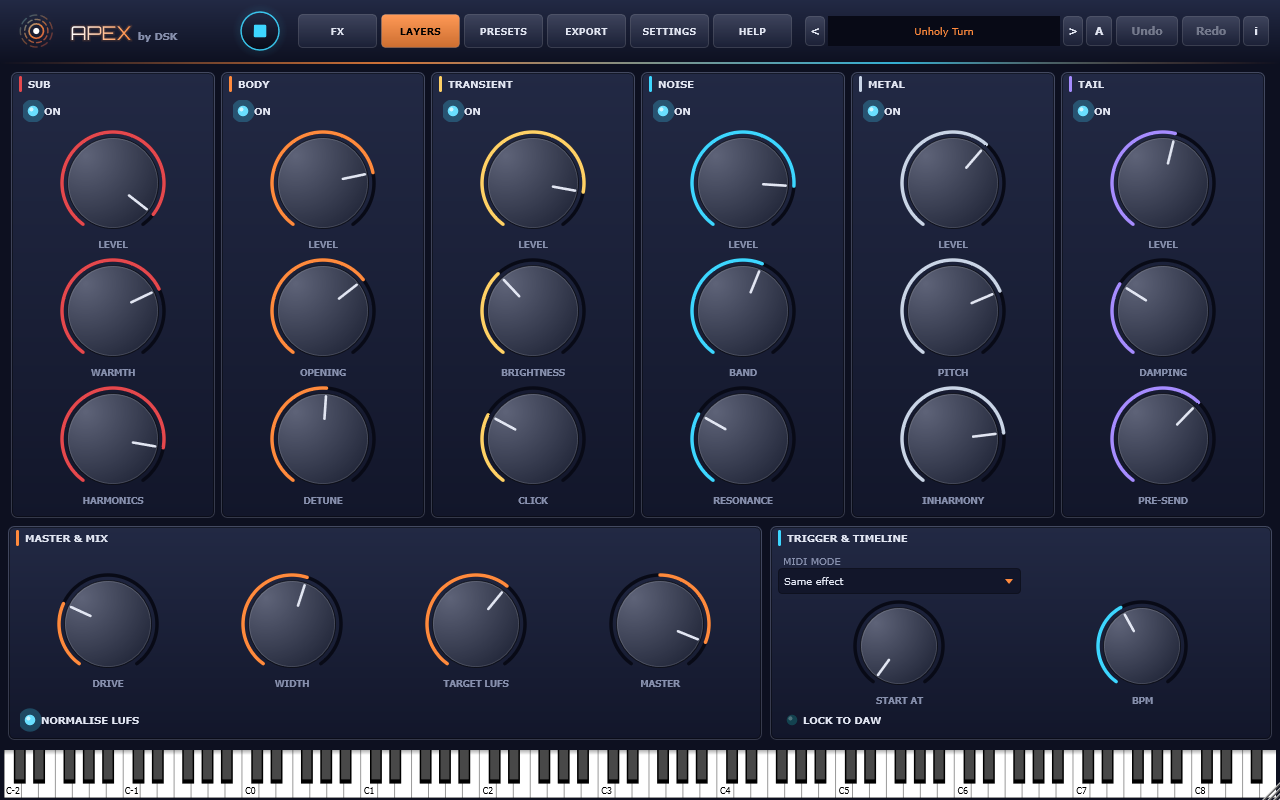 APEX by DSK
FX
LAYERS
PRESETS
EXPORT
SETTINGS
HELP
<
Unholy Turn
>
A
Undo
Redo
i
SUB
ON
LEVEL
WARMTH
HARMONICS
BODY
ON
LEVEL
OPENING
DETUNE
TRANSIENT
ON
LEVEL
BRIGHTNESS
CLICK
NOISE
ON
LEVEL
BAND
RESONANCE
METAL
ON
LEVEL
PITCH
INHARMONY
TAIL
ON
LEVEL
DAMPING
PRE-SEND
MASTER & MIX
DRIVE
WIDTH
TARGET LUFS
MASTER
NORMALISE LUFS
TRIGGER & TIMELINE
MIDI MODE
Same effect
START AT
BPM
LOCK TO DAW
C-2
C-1
C0
C1
C2
C3
C4
C5
C6
C7
C8